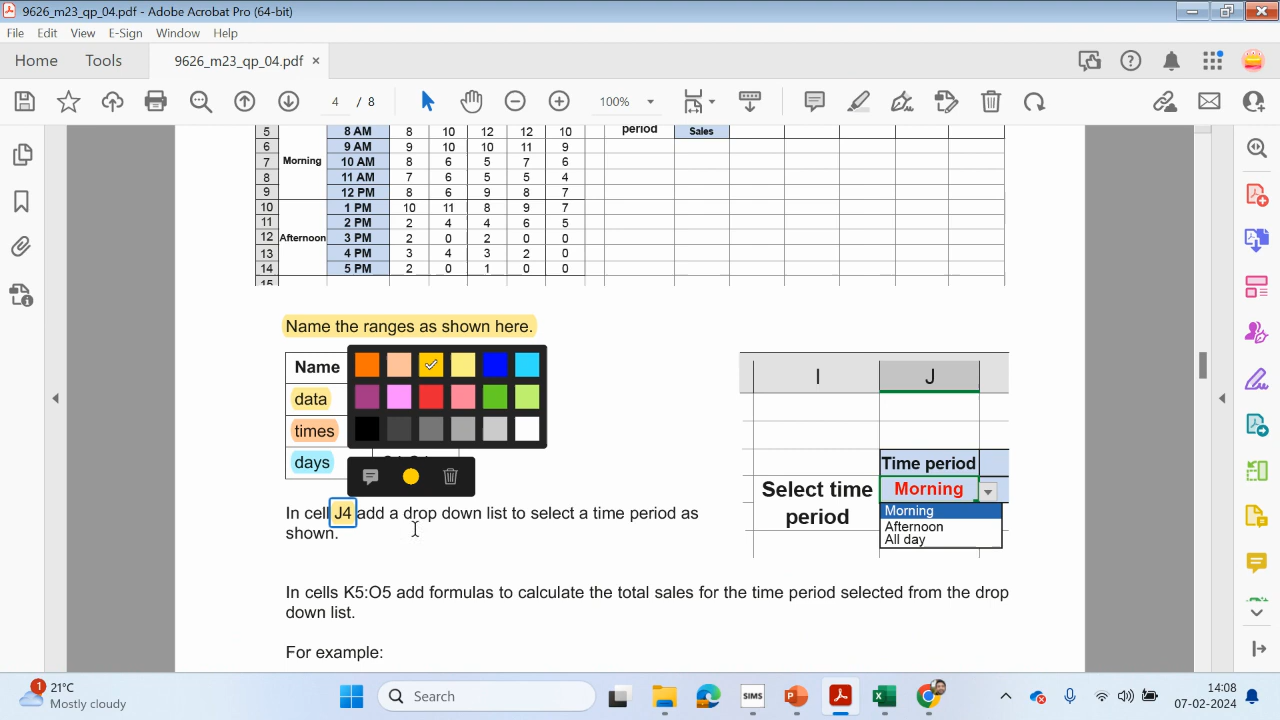 9626_m23_qp_04.pdf - Adobe Acrobat Pro (64-bit)
File Edit View E-Sign Window Help
Home Tools 9626_m23_qp_04.pdf ×
4 / 8 100%
5 8 AM 8 10 12 12 10 period Sales
6 9 AM 9 10 10 11 9
7 Morning 10 AM 8 6 5 7 6
8 11 AM 7 6 5 5 4
9 12 PM 8 6 9 8 7
10 1 PM 10 11 8 9 7
11 2 PM 2 4 4 6 5
12 Afternoon 3 PM 2 0 2 0 0
13 4 PM 3 4 3 2 0
14 5 PM 2 0 1 0 0
15
Name the ranges as shown here.
Name
data
times
days
I J
Time period
Select time period
Morning
Morning
Afternoon
All day
In cell J4 add a drop down list to select a time period as
shown.
In cells K5:O5 add formulas to calculate the total sales for the time period selected from the drop
down list.
For example:
1
21°C
Mostly cloudy
Search
SIMS
14:08
07-02-2024